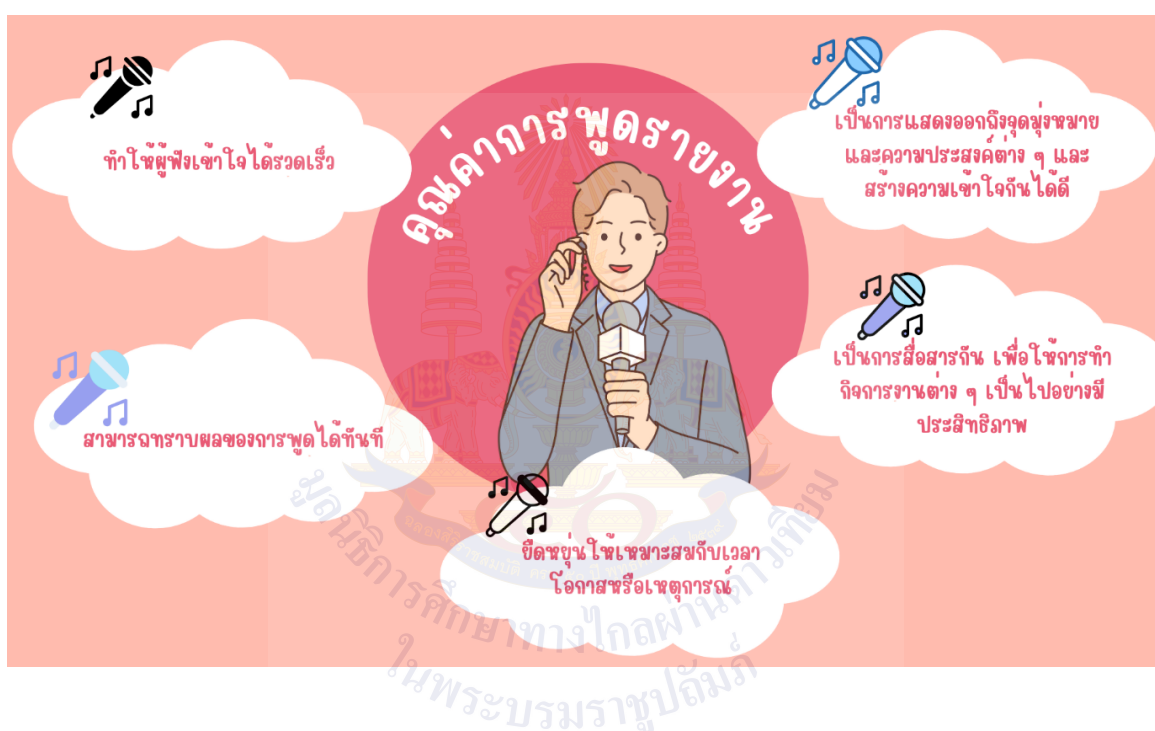 คุณค่าการพูดรายงาน
ทำให้ผู้ฟังเข้าใจได้รวดเร็ว
เป็นการแสดงออกถึงจุดมุ่งหมาย
และความประสงค์ต่าง ๆ และ
สร้างความเข้าใจกันได้ดี
สามารถทราบผลของการพูดได้ทันที
เป็นการสื่อสารกัน เพื่อให้การทำ
กิจการงานต่าง ๆ เป็นไปอย่างมี
ประสิทธิภาพ
ยืดหยุ่นให้เหมาะสมกับเวลา
โอกาสหรือเหตุการณ์
มูลนิธิการศึกษาทางไกลผ่านดาวเทียม
ในพระบรมราชูปถัมภ์